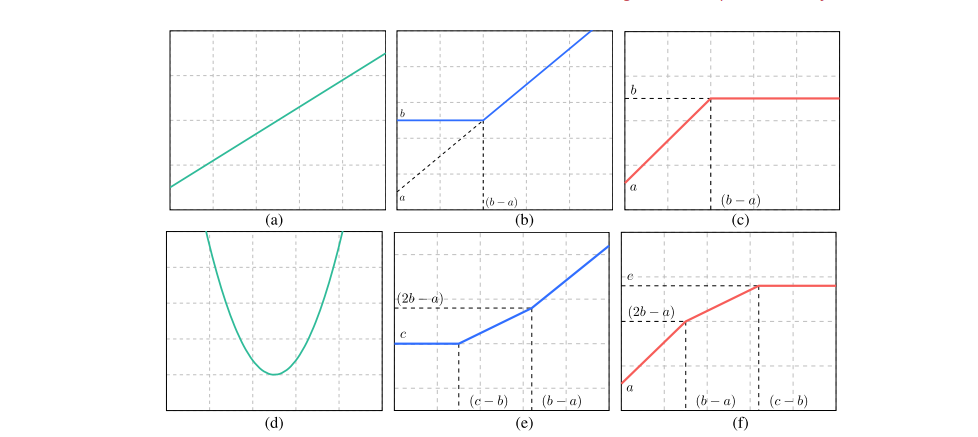 b
a
(b − a)
b
a
(b − a)
(a)
(b)
(c)
(2b − a)
c
(c − b)
(b − a)
e
(2b − a)
a
(b − a)
(c − b)
(d)
(e)
(f)